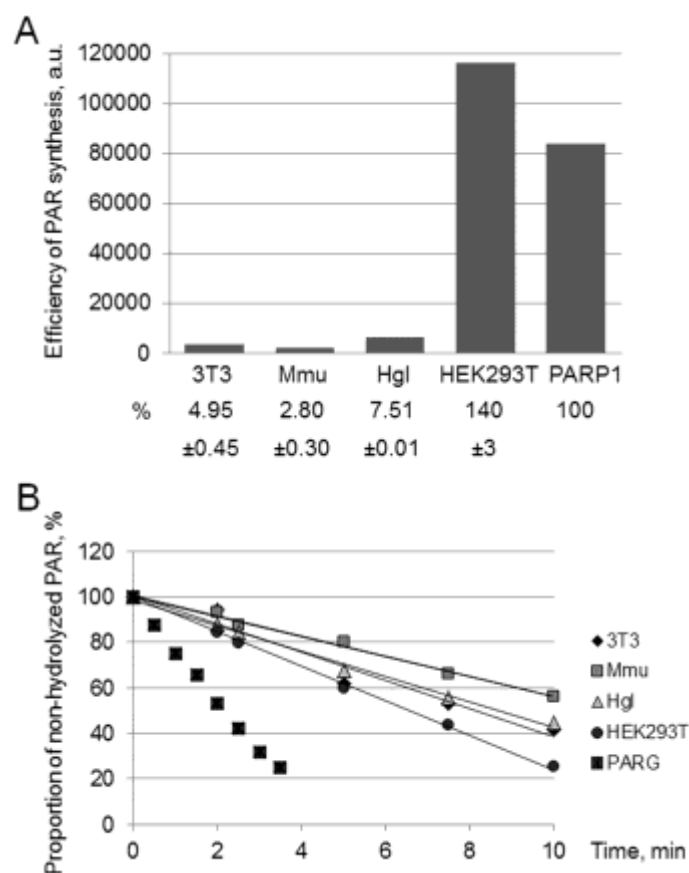 A
Efficiency of PAR synthesis, a.u.
120000
100000
80000
60000
40000
20000
0
3T3 Mmu Hgl HEK293T PARP1
% 4.95 2.80 7.51 140 100
±0.45 ±0.30 ±0.01 ±3
B
Proportion of non-hydrolyzed PAR, %
120
100
80
60
40
20
0
3T3
Mmu
Hgl
HEK293T
PARG
0 2 4 6 8 10 Time, min